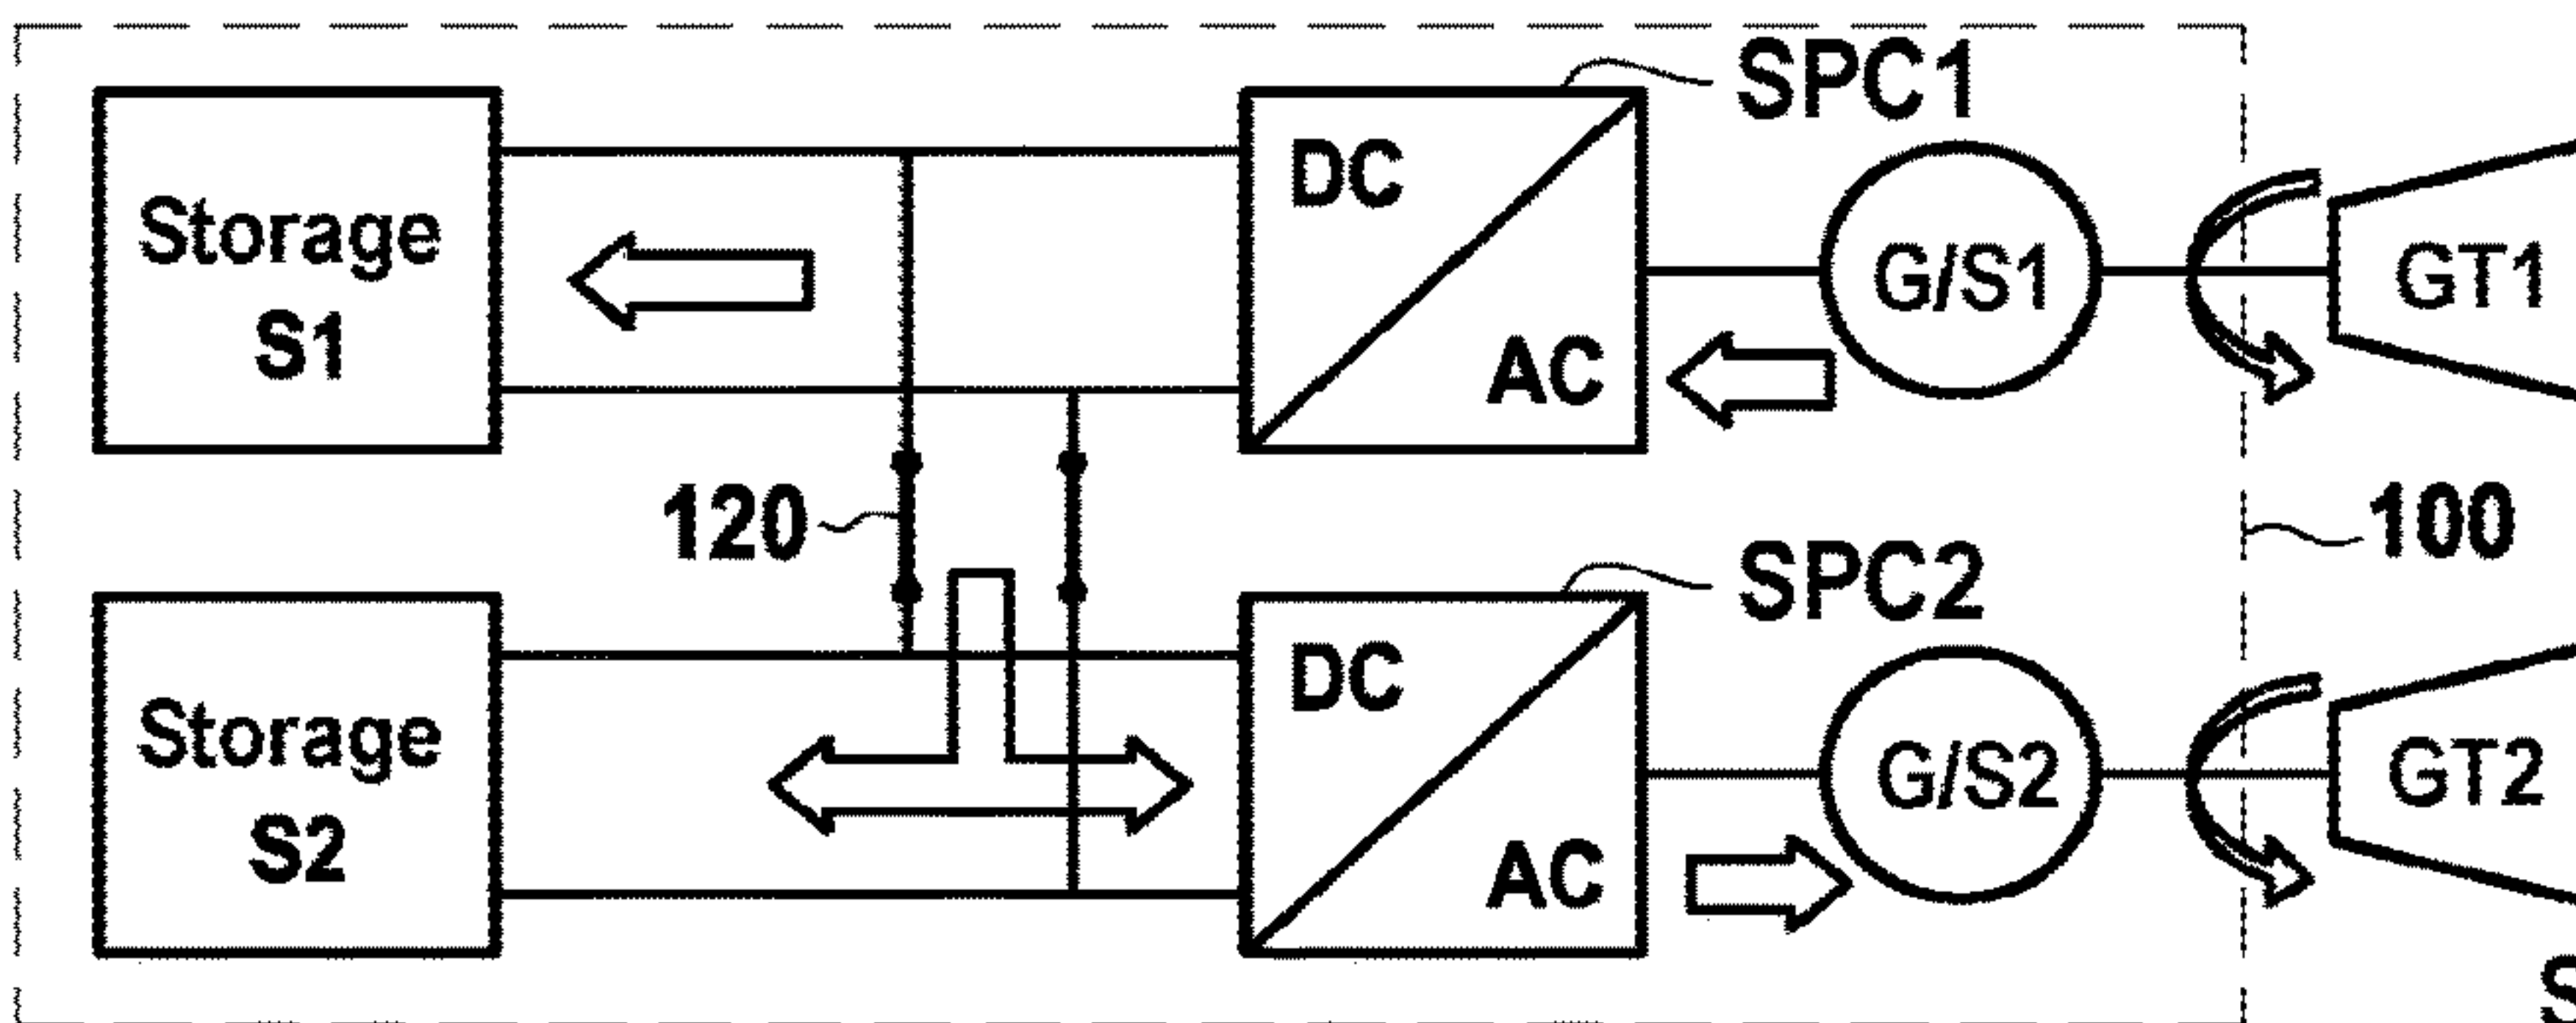 SPC1
Storage
S1
DC
AC
G/S1
GT1
120
100
SPC2
Storage
S2
DC
AC
G/S2
GT2